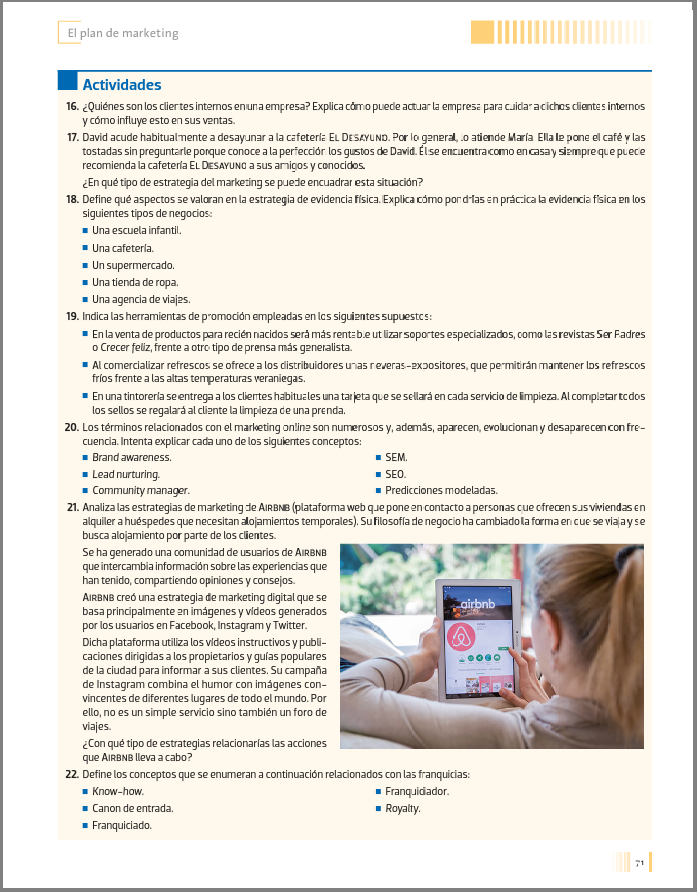 El plan de marketing
Actividades
16. ¿Quiénes son los clientes internos en una empresa? Explica cómo puede actuar la empresa para cuidar a dichos clientes internos
y cómo influye esto en sus ventas.
17. David acude habitualmente a desayunar a la cafetería EL DESAYUNO. Por lo general, lo atiende María. Ella le pone el café y las
tostadas sin preguntarle porque conoce a la perfección los gustos de David. Él se encuentra como en casa y siempre que puede
recomienda la cafetería EL DESAYUNO a sus amigos y conocidos.
¿En qué tipo de estrategia del marketing se puede encuadrar esta situación?
18. Define qué aspectos se valoran en la estrategia de evidencia física. Explica cómo pondrías en práctica la evidencia física en los
siguientes tipos de negocios:
■ Una escuela infantil.
■ Una cafetería.
■ Un supermercado.
■ Una tienda de ropa.
■ Una agencia de viajes.
19. Indica las herramientas de promoción empleadas en los siguientes supuestos:
■ En la venta de productos para recién nacidos será más rentable utilizar soportes especializados, como las revistas Ser Padres
o Crecer feliz, frente a otro tipo de prensa más generalista.
■ Al comercializar refrescos se ofrece a los distribuidores unas neveras-expositores, que permitirán mantener los refrescos
fríos frente a las altas temperaturas veraniegas.
■ En una tintorería se entrega a los clientes habituales una tarjeta que se sellará en cada servicio de limpieza. Al completar todos
los sellos se regalará al cliente la limpieza de una prenda.
20. Los términos relacionados con el marketing online son numerosos y, además, aparecen, evolucionan y desaparecen con fre-
cuencia. Intenta explicar cada uno de los siguientes conceptos:
■ Brand awareness.
■ Lead nurturing.
■ Community manager.
■ SEM.
■ SEO.
■ Predicciones modeladas.
21. Analiza las estrategias de marketing de AIRBNB (plataforma web que pone en contacto a personas que ofrecen sus viviendas en
alquiler a huéspedes que necesitan alojamientos temporales). Su filosofía de negocio ha cambiado la forma en que se viaja y se
busca alojamiento por parte de los clientes.
Se ha generado una comunidad de usuarios de AIRBNB
que intercambia información sobre las experiencias que
han tenido, compartiendo opiniones y consejos.
AIRBNB creó una estrategia de marketing digital que se
basa principalmente en imágenes y vídeos generados
por los usuarios en Facebook, Instagram y Twitter.
Dicha plataforma utiliza los vídeos instructivos y publi-
caciones dirigidas a los propietarios y guías populares
de la ciudad para informar a sus clientes. Su campaña
de Instagram combina el humor con imágenes con-
vincentes de diferentes lugares de todo el mundo. Por
ello, no es un simple servicio sino también un foro de
viajes.
¿Con qué tipo de estrategias relacionarías las acciones
que AIRBNB lleva a cabo?
airbnb
22. Define los conceptos que se enumeran a continuación relacionados con las franquicias:
■ Know-how.
■ Canon de entrada.
■ Franquiciado.
■ Franquiciador.
■ Royalty.
71